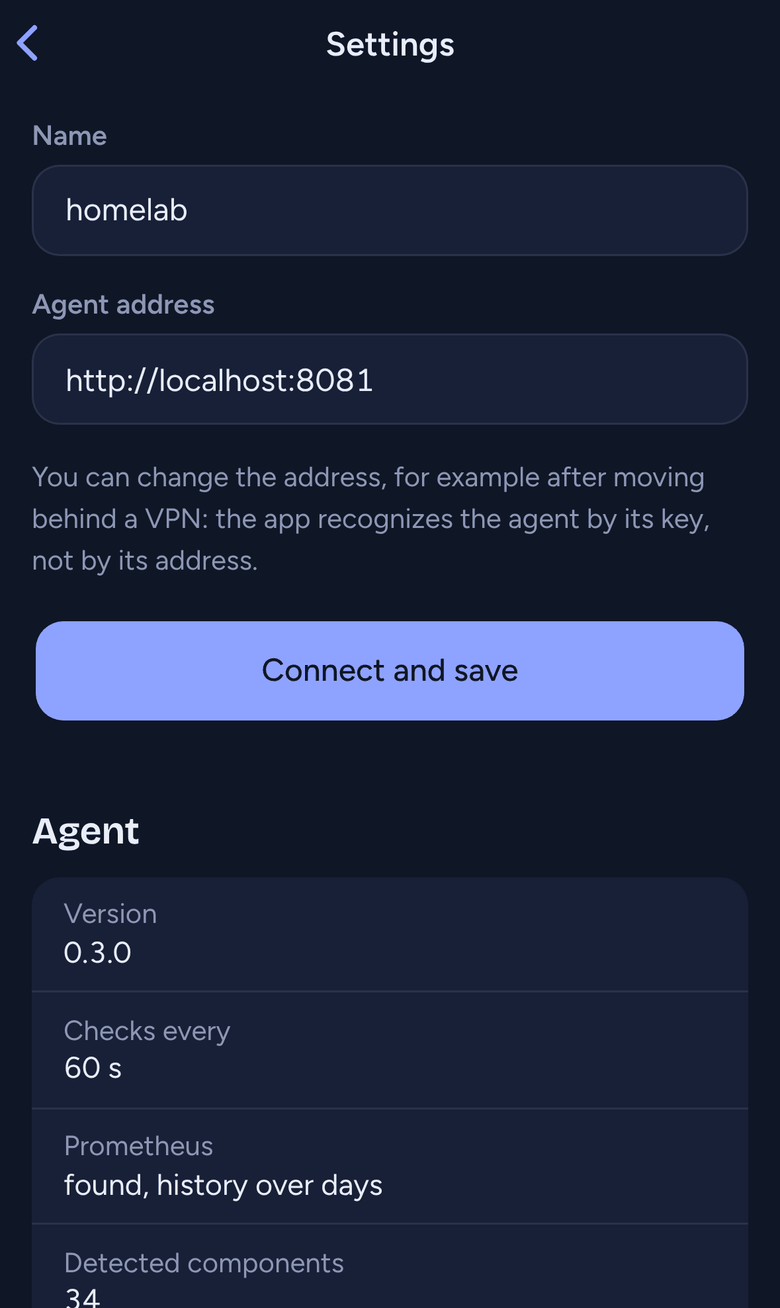 Settings
Name
homelab
Agent address
http://localhost:8081
You can change the address, for example after moving
behind a VPN: the app recognizes the agent by its key,
not by its address.
Connect and save
Agent
Version
0.3.0
Checks every
60 s
Prometheus
found, history over days
Detected components
34